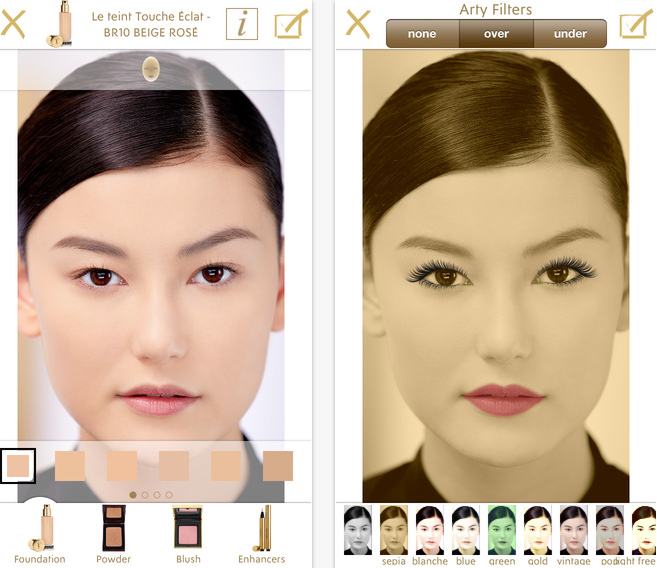 Le teint Touche Éclat -
BR10 BEIGE ROSÉ
i
Foundation
Powder
Blush
Enhancers
Arty Filters
none
over
under
sepia
blanche
blue
green
gold
vintage